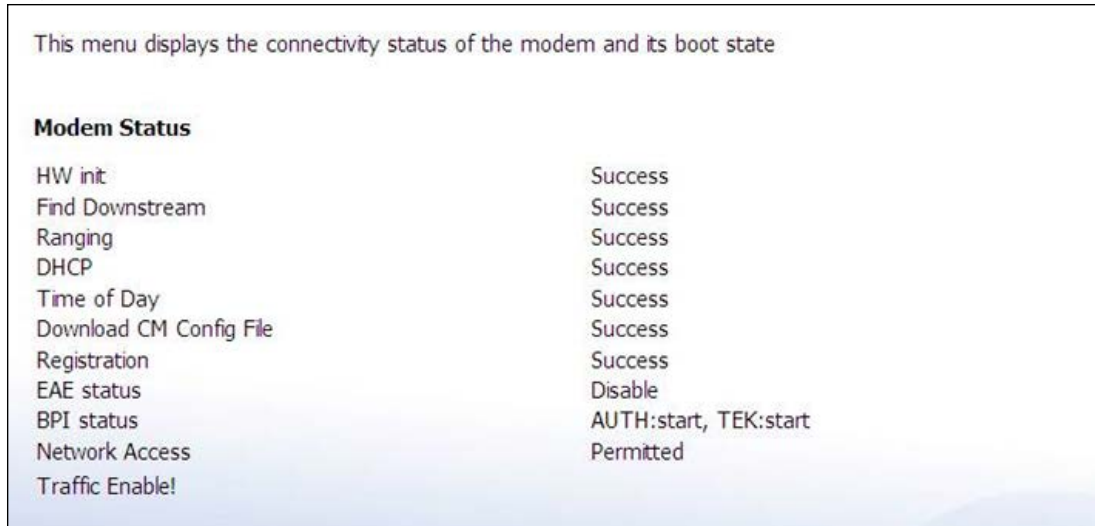 This menu displays the connectivity status of the modem and its boot state
Modem Status
HW init Success
Find Downstream Success
Ranging Success
DHCP Success
Time of Day Success
Download CM Config File Success
Registration Success
EAE status Disable
BPI status AUTH:start, TEK:start
Network Access Permitted
Traffic Enable!